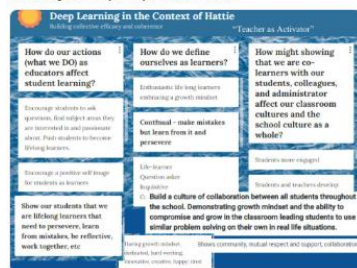 Deep Learning in the Context of Hattie
Building collective efficacy and coherence
"Teacher as Activator"
How do our actions
(what we DO) as
educators affect
student learning?
Encourage students to ask
questions, find subject areas they
are interested in and passionate
about. Push students to become
lifelong learners.
Encourage a positive self image
for students as learners
Show our students that we
are lifelong learners that
need to persevere, learn
from mistakes, be reflective,
work together, etc
How do we define
ourselves as learners?
Enthusiastic life long learners
embracing a growth mindset
Continual - make mistakes
but learn from it and
persevere
Life-learner
Question asker
Inquisitive
How might showing
that we are co-
learners with our
students, colleagues,
and administrator
affect our classroom
cultures and the
school culture as a
whole?
Students more engaged
Students and teachers develop
Build a culture of collaboration between all students throughout
the school. Demonstrating growth mindset and the ability to
compromise and grow in the classroom leading students to use
similar problem solving on their own in real life situations.
Having growth mindset,
dedicated, hard working,
Innovative, creative, happy, tired
Shows community, mutual respect and support, collaboration